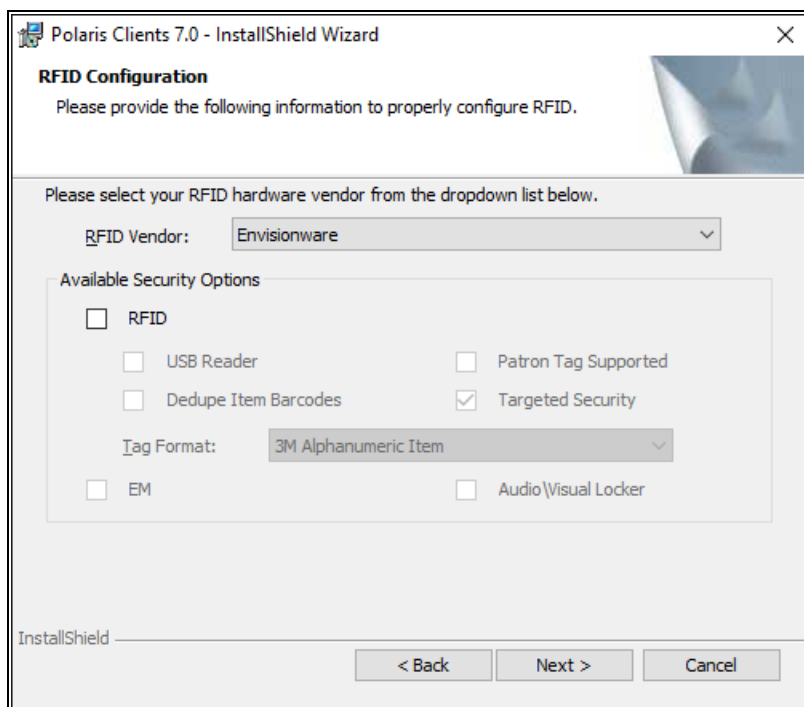 Polaris Clients 7.0 - InstallShield Wizard
RFID Configuration
Please provide the following information to properly configure RFID.
Please select your RFID hardware vendor from the dropdown list below.
RFID Vendor: Envisionware
Available Security Options
RFID
USB Reader Patron Tag Supported
Dedupe Item Barcodes Targeted Security
Tag Format: 3M Alphanumeric Item
EM Audio\Visual Locker
InstallShield
< Back Next > Cancel